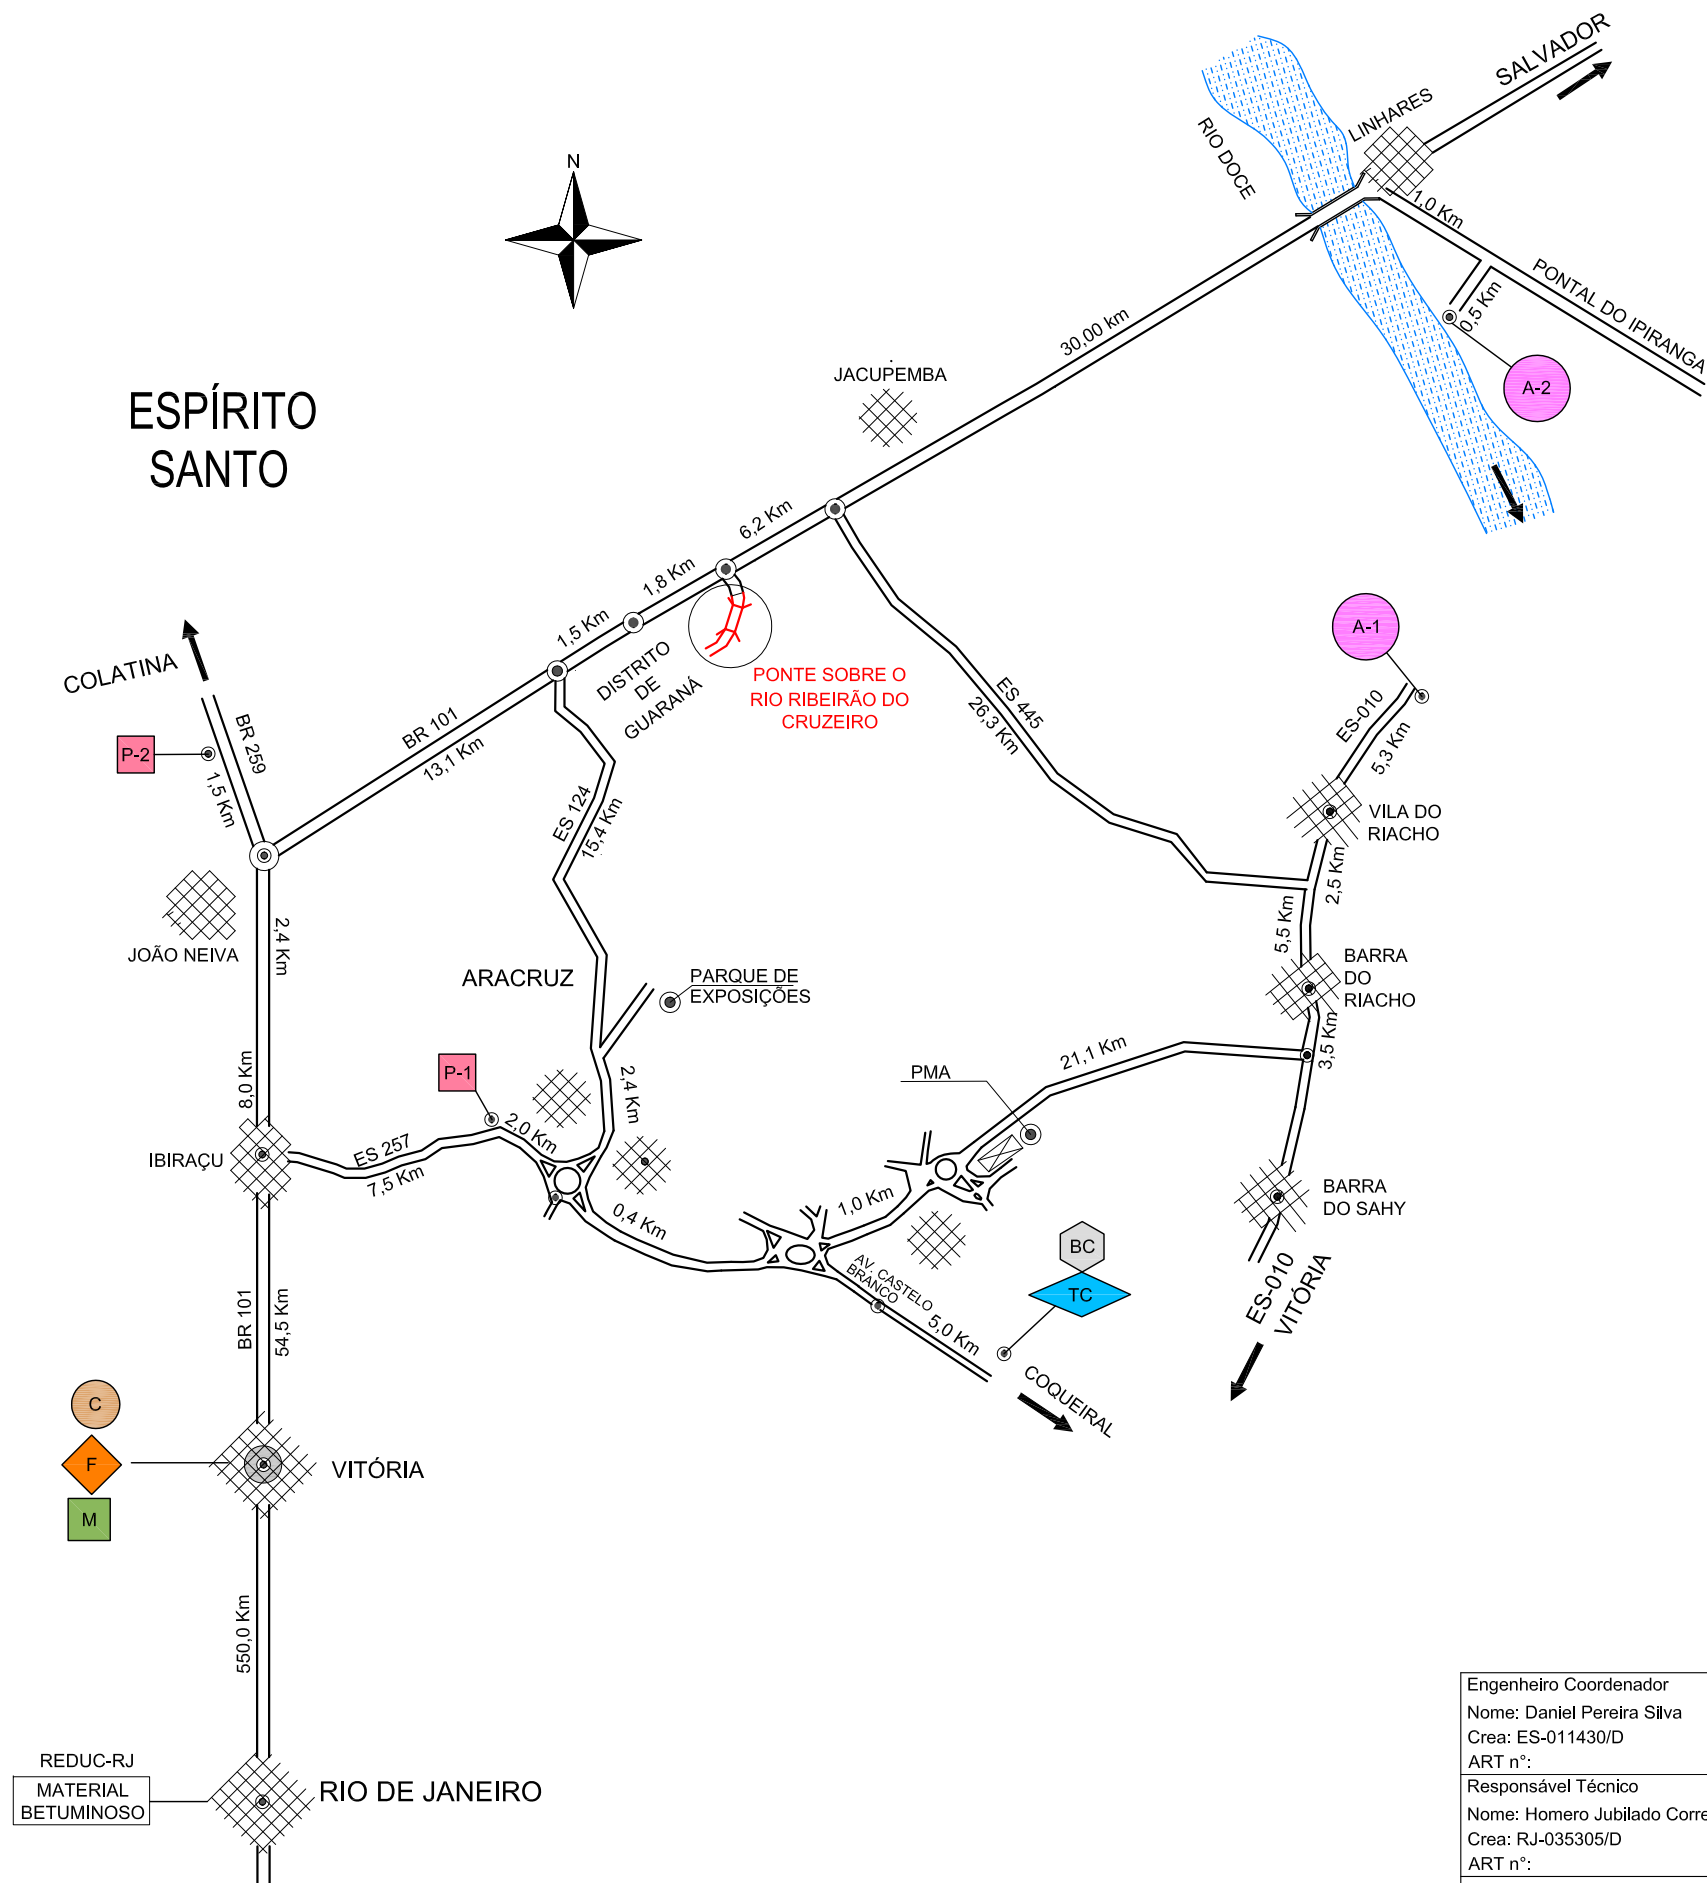 SALVADOR
LINHARES
RIO DOCE
1,0 Km
PONTAL DO IPIRANGA
0,5 Km
A-2
N
30,00 km
JACUPEMBA
ESPÍRITO
SANTO
6,2 Km
1,8 Km
1,5 Km
DISTRITO
DE
GUARANÁ
PONTE SOBRE O
RIO RIBEIRÃO DO
CRUZEIRO
A-1
COLATINA
BR 259
P-2
1,5 Km
BR 101
13,1 Km
ES 124
15,4 Km
ES 445
26,3 Km
ES-010
5,3 Km
VILA DO
RIACHO
2,5 Km
5,5 Km
JOÃO NEIVA
2,4 Km
ARACRUZ
PARQUE DE
EXPOSIÇÕES
BARRA
DO
RIACHO
3,5 Km
21,1 Km
PMA
P-1
2,0 Km
2,4 Km
8,0 Km
IBIRAÇU
ES 257
7,5 Km
0,4 Km
1,0 Km
BARRA
DO SAHY
BC
TC
AV. CASTELO
BRANCO
5,0 Km
COQUEIRAL
ES-010
VITÓRIA
BR 101
54,5 Km
C
F
M
VITÓRIA
550,0 Km
REDUC-RJ
MATERIAL
BETUMINOSO
RIO DE JANEIRO
Engenheiro Coordenador
Nome: Daniel Pereira Silva
Crea: ES-011430/D
ART n°:
Responsável Técnico
Nome: Homero Jubilado Corre
Crea: RJ-035305/D
ART n°: